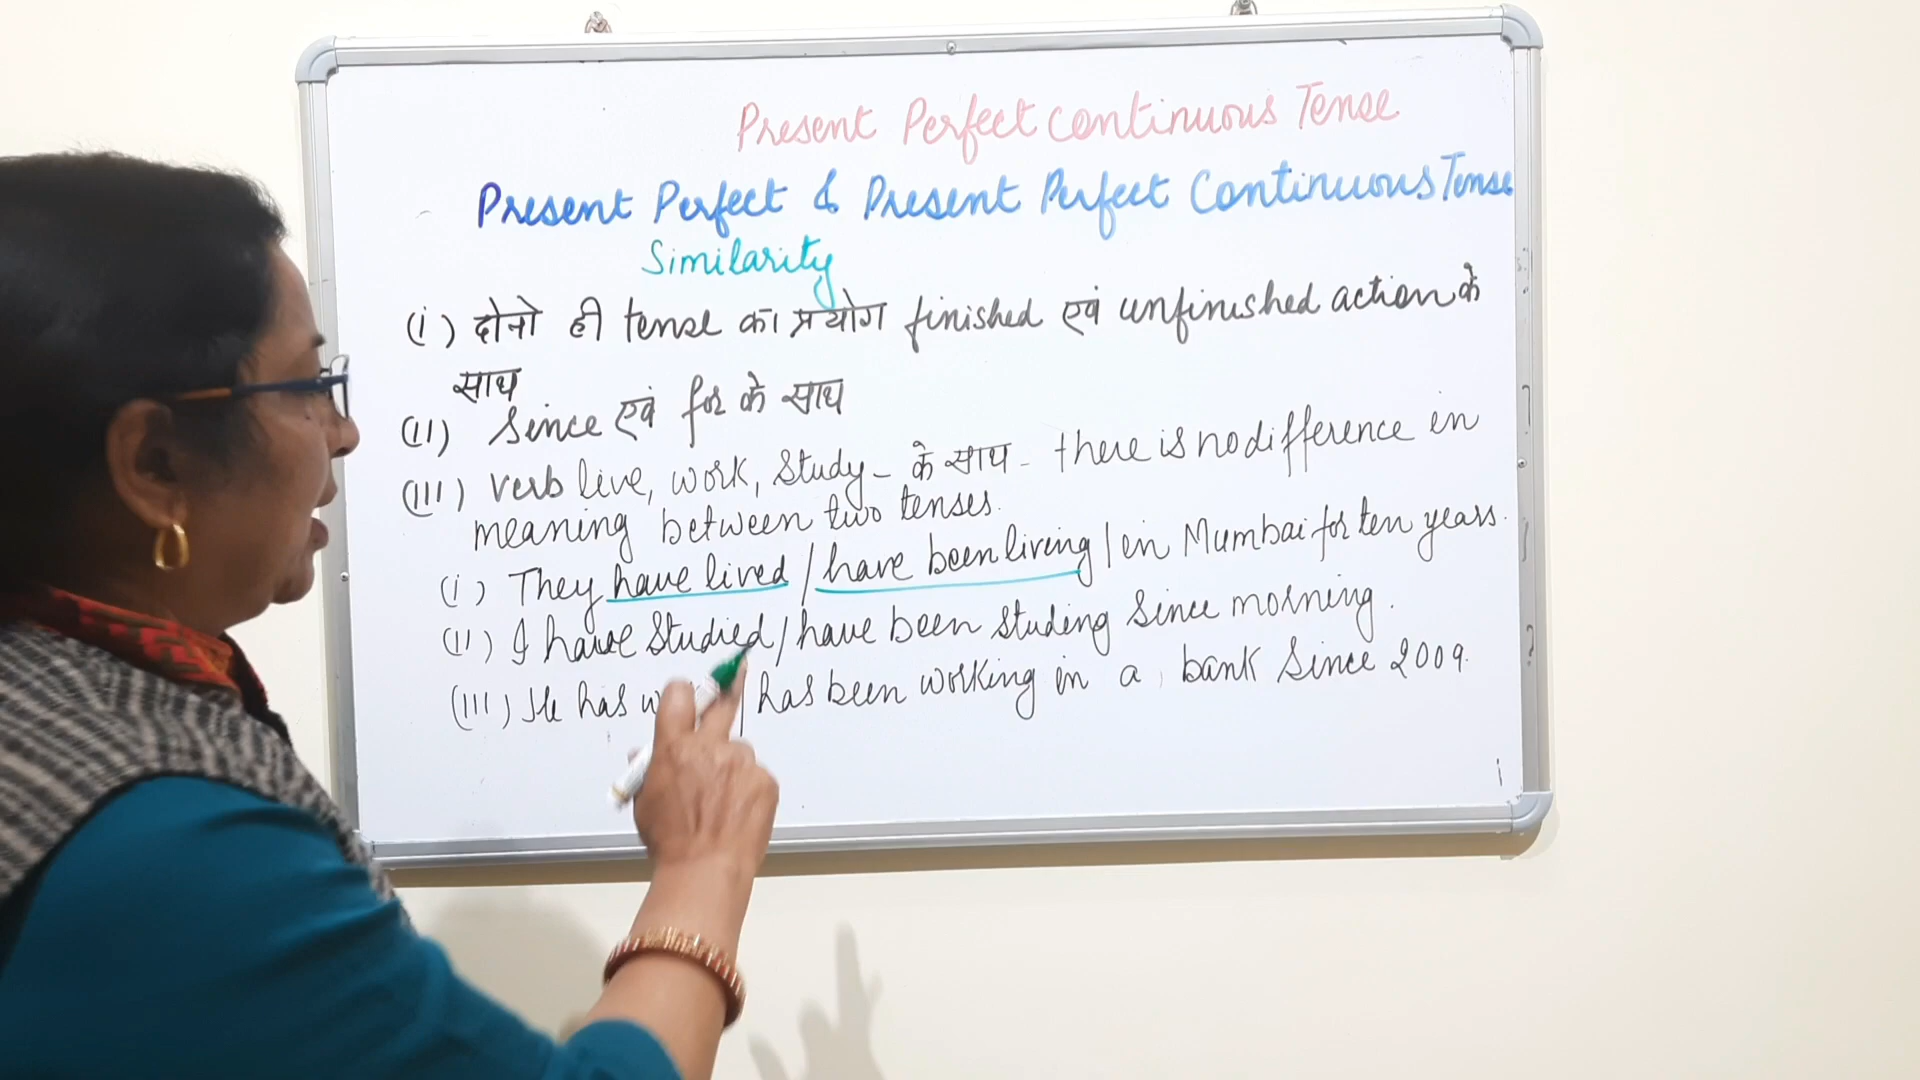 Present Perfect Continuous Tense
Present Perfect & Present Perfect Continuous Tense
Similarity
(i) दोनो ही tense का प्रयोग finished एवं unfinished action के
साथ
(ii) Since एवं for के साथ
(iii) verb live, work, study - के साथ - there is no difference in
meaning between two tenses.
(i) They have lived / have been living / in Mumbai for ten years.
(ii) I have studied / have been studing since morning.
(iii) He has / has been working in a bank since 2009.